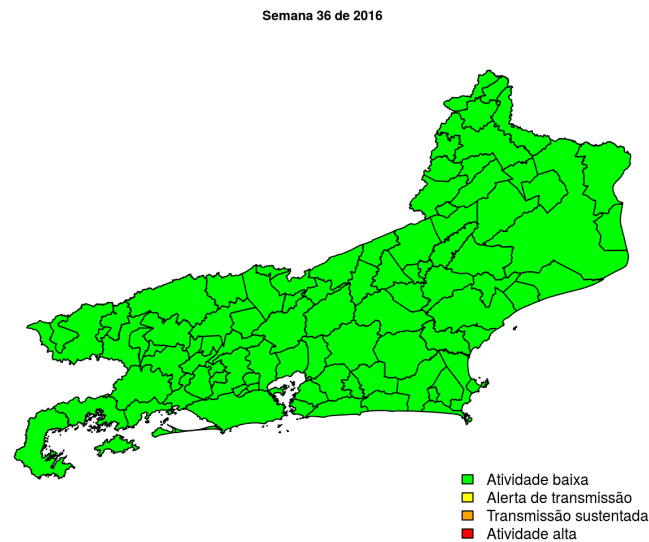 Semana 36 de 2016
Atividade baixa
Alerta de transmissão
Transmissão sustentada
Atividade alta